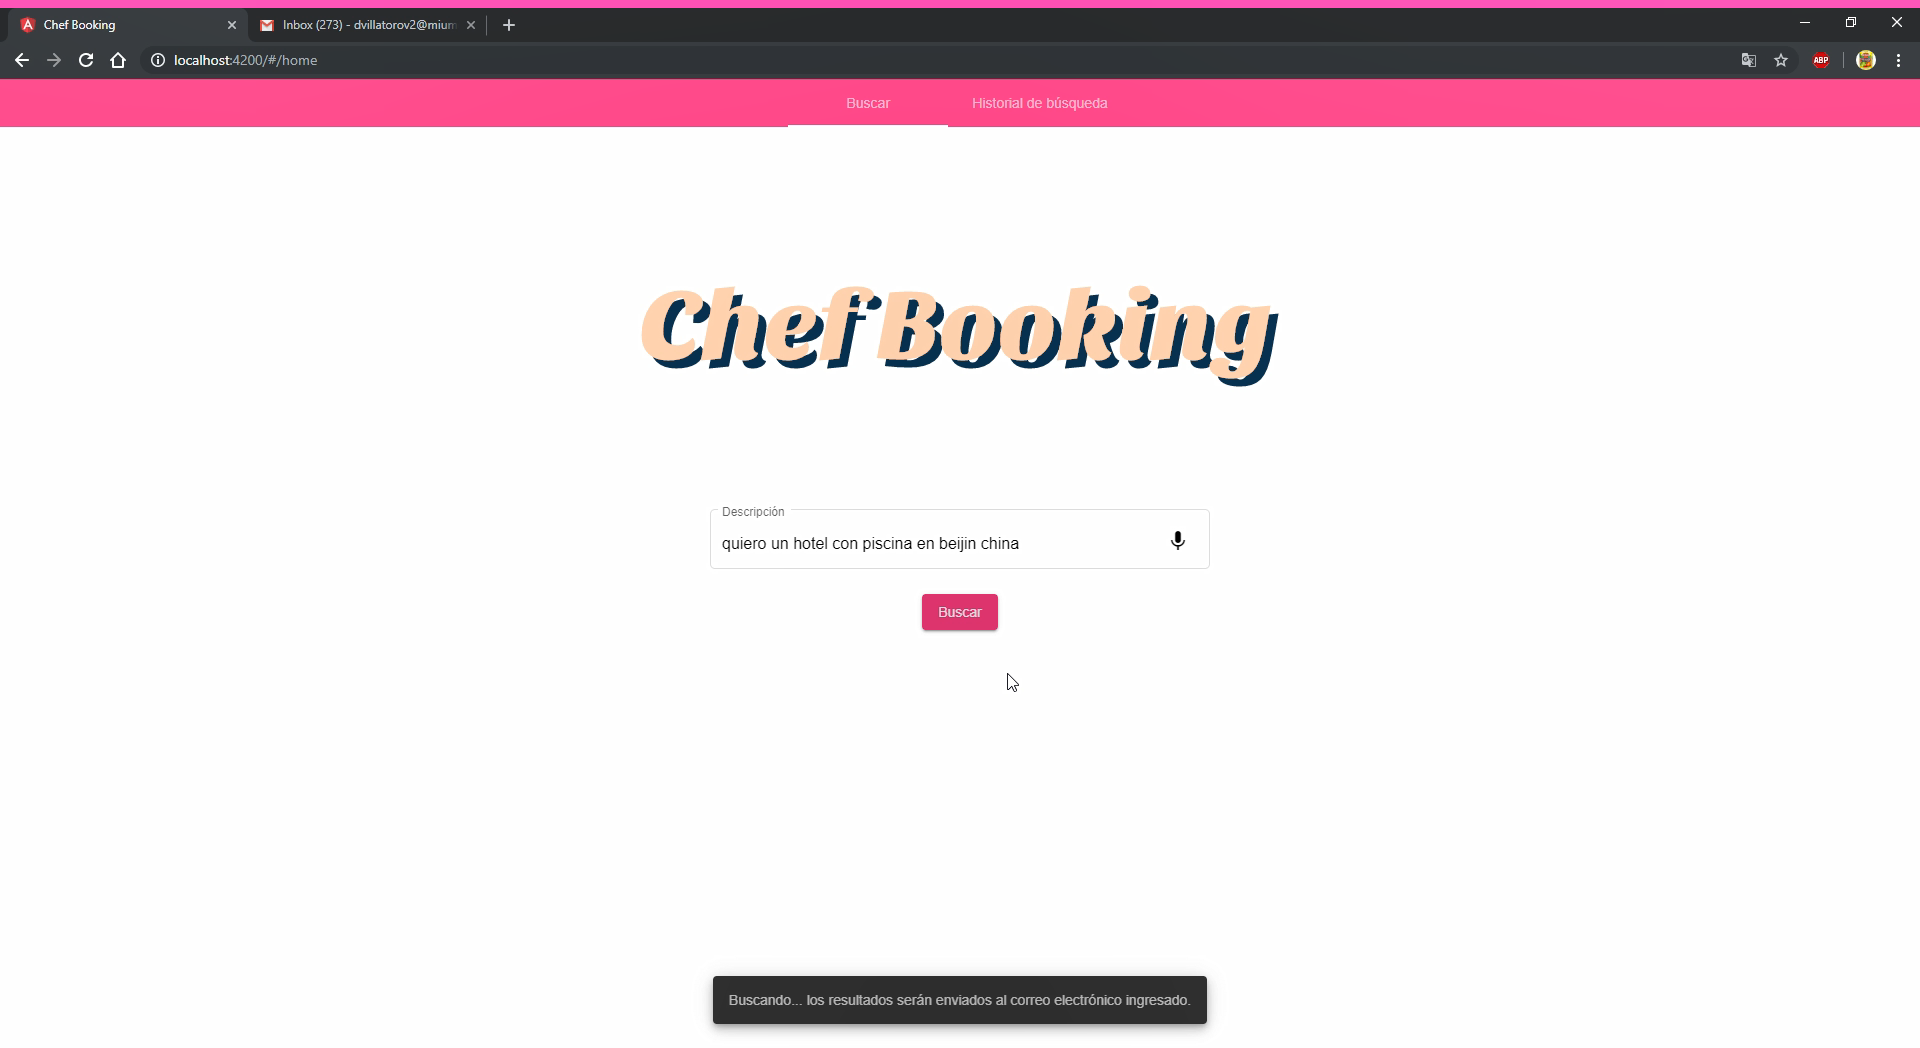 Chef Booking
Inbox (273) - dvillatorov2@mium
localhost:4200/#/home
ABP
Buscar
Historial de búsqueda
Chef Booking
Descripción
quiero un hotel con piscina en beijin china
Buscar
Buscando... los resultados serán enviados al correo electrónico ingresado.